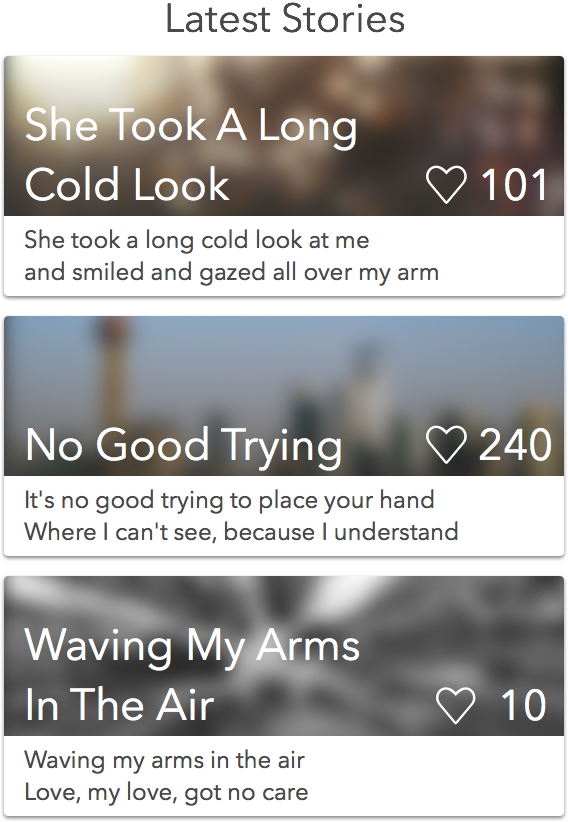 Latest Stories
She Took A Long
Cold Look
101
She took a long cold look at me
and smiled and gazed all over my arm
No Good Trying
240
It's no good trying to place your hand
Where I can't see, because I understand
Waving My Arms
In The Air
10
Waving my arms in the air
Love, my love, got no care